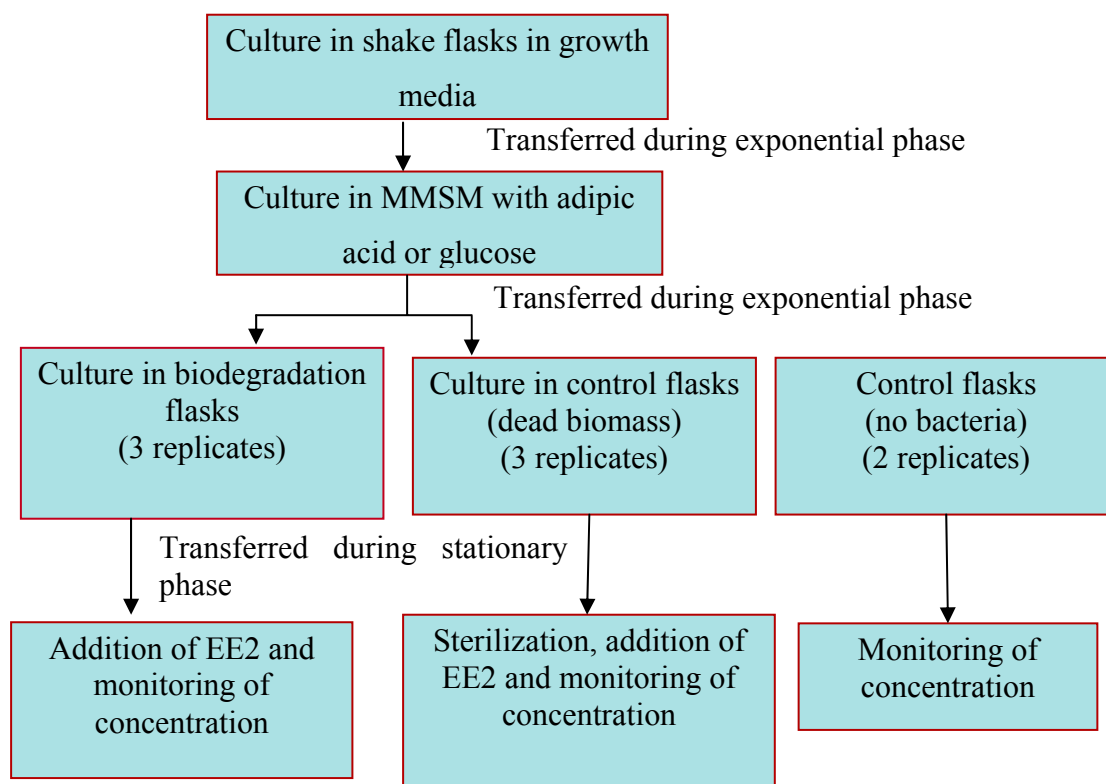 Culture in shake flasks in growth
media
Transferred during exponential phase
Culture in MMSM with adipic
acid or glucose
Transferred during exponential phase
Culture in biodegradation
flasks
(3 replicates)
Culture in control flasks
(dead biomass)
(3 replicates)
Control flasks
(no bacteria)
(2 replicates)
Transferred during stationary
phase
Addition of EE2 and
monitoring of
concentration
Sterilization, addition of
EE2 and monitoring of
concentration
Monitoring of
concentration